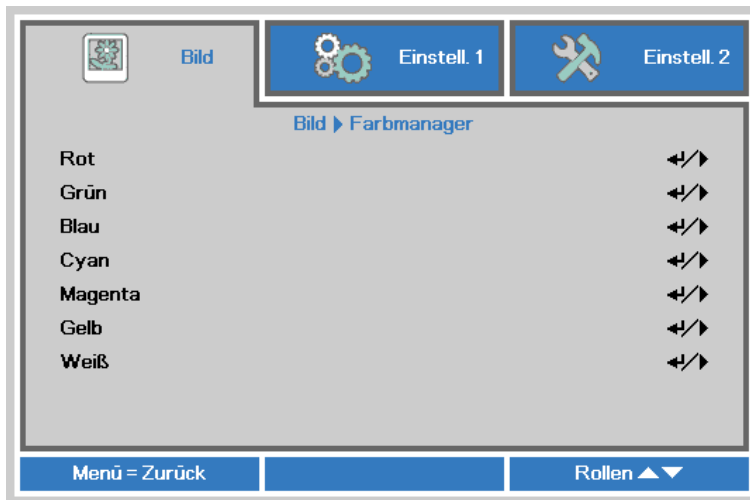 Bild
Einstell. 1
Einstell. 2
Bild ▶ Farbmanager
Rot
Grün
Blau
Cyan
Magenta
Gelb
Weiß
Menü = Zurück
Rollen ▲▼